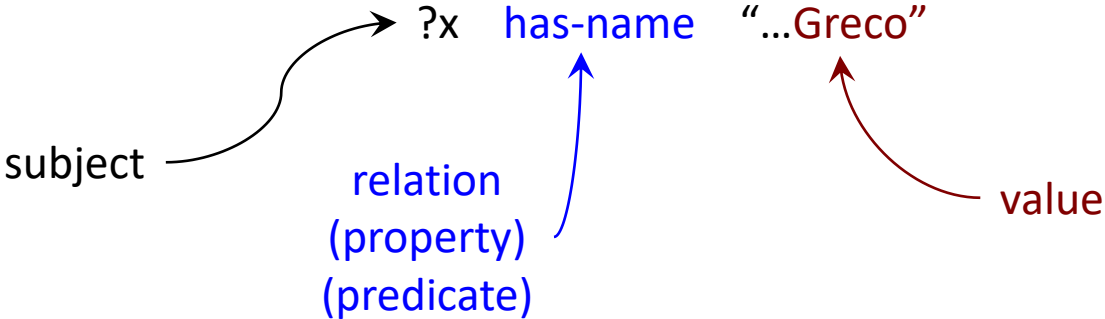 ?x has-name “…Greco”
subject
relation
(property)
(predicate)
value